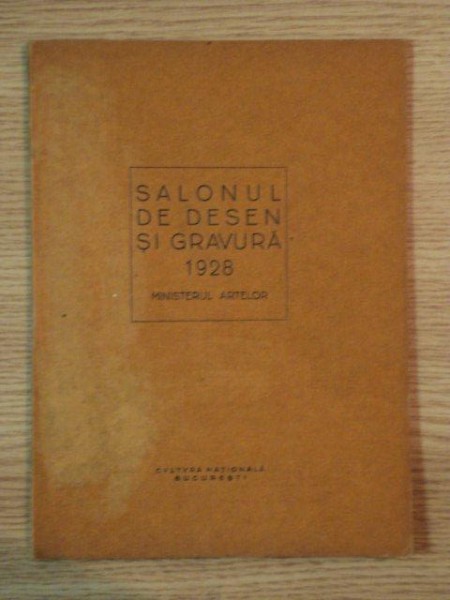 SALONUL
DE DESEN
ȘI GRAVURĂ
1928
MINISTERUL ARTELOR
CVLTVRA NAȚIONALĂ
BUCUREȘTI